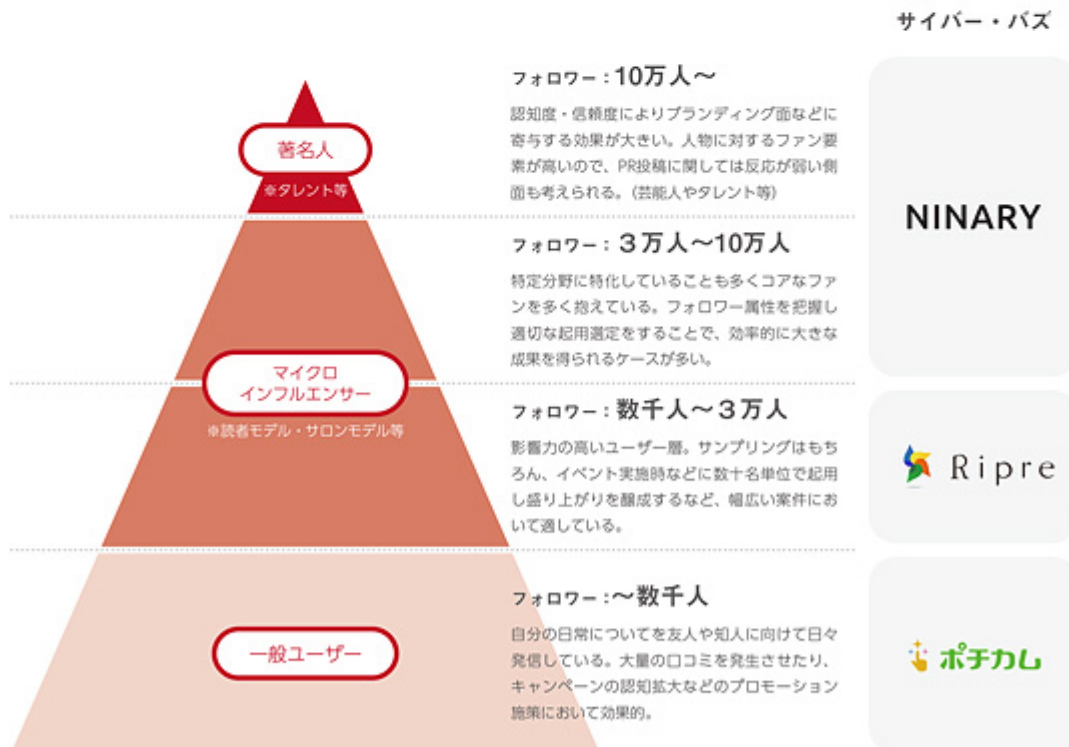 サイバー・バズ
著名人
※タレント等
フォロワー：10万人〜
認知度・信頼度によりブランディング面などに
寄与する効果が大きい。人物に対するファン要
素が高いので、PR投稿に関しては反応が弱い側
面も考えられる。（芸能人やタレント等）
NINARY
フォロワー：３万人〜10万人
特定分野に特化していることも多くコアなファ
ンを多く抱えている。フォロワー属性を把握し
適切な起用選定をすることで、効率的に大きな
成果を得られるケースが多い。
マイクロ
インフルエンサー
※読者モデル・サロンモデル等
フォロワー：数千人〜３万人
影響力の高いユーザー層。サンプリングはもち
ろん、イベント実施時などに数十名単位で起用
し盛り上がりを醸成するなど、幅広い案件にお
いて適している。
Ripre
一般ユーザー
フォロワー：〜数千人
自分の日常についてを友人や知人に向けて日々
発信している。大量の口コミを発生させたり、
キャンペーンの認知拡大などのプロモーション
施策において効果的。
ポチカム